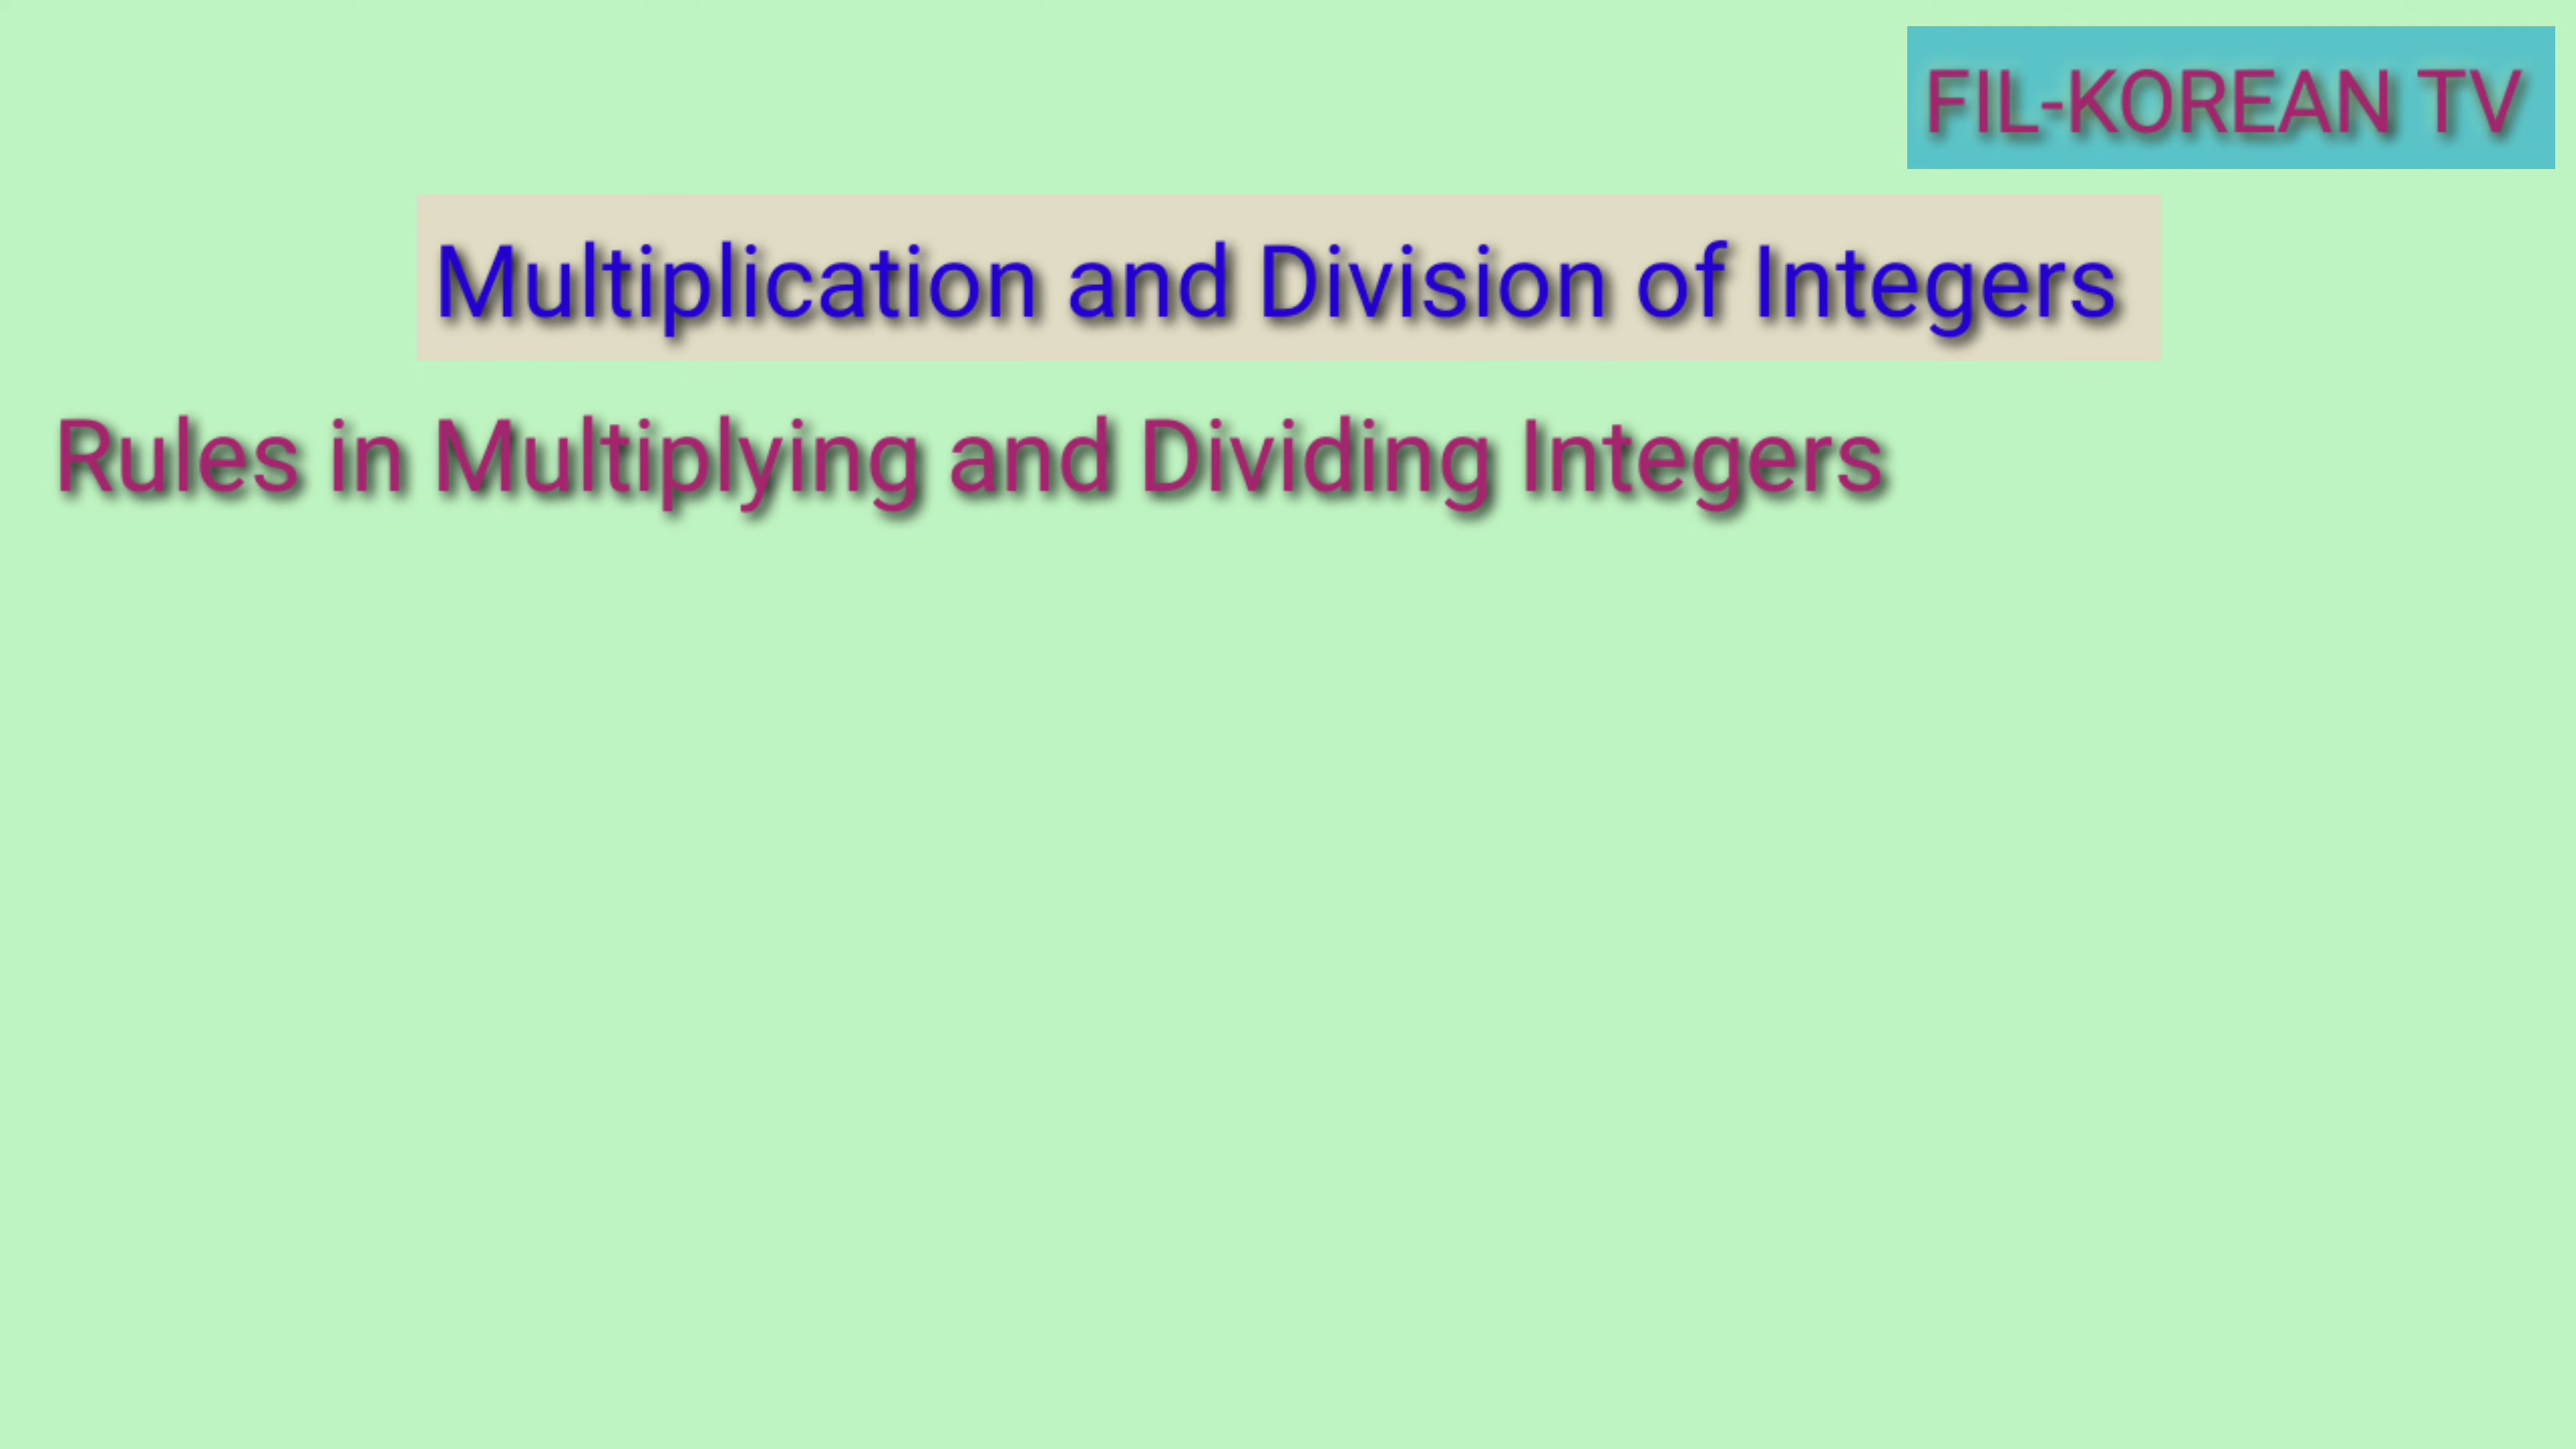 FIL-KOREAN TV
Multiplication and Division of Integers
Rules in Multiplying and Dividing Integers